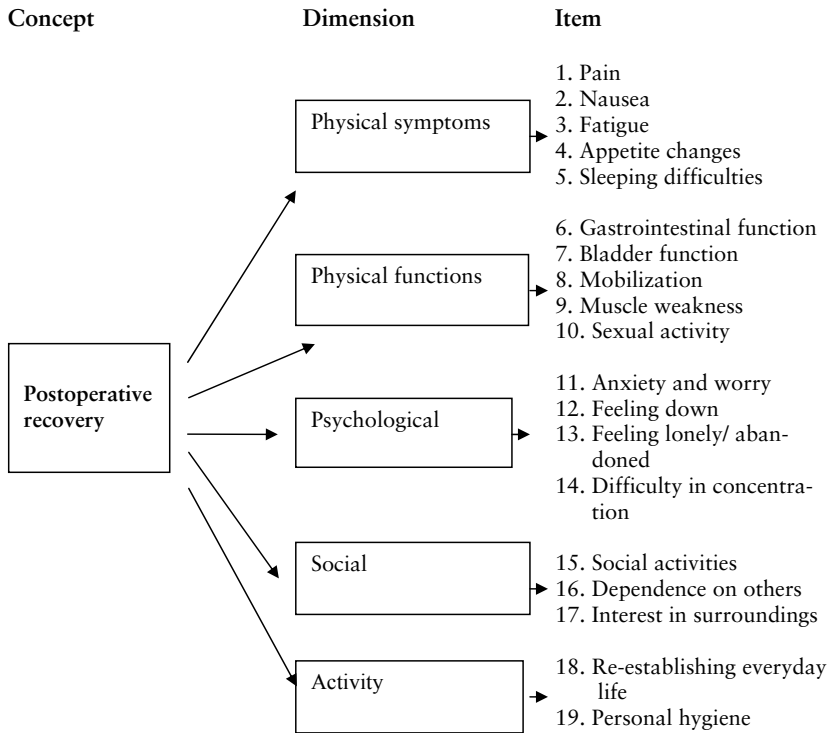 Concept
Dimension
Item
Postoperative
recovery
Physical symptoms
1. Pain
2. Nausea
3. Fatigue
4. Appetite changes
5. Sleeping difficulties
Physical functions
6. Gastrointestinal function
7. Bladder function
8. Mobilization
9. Muscle weakness
10. Sexual activity
Psychological
11. Anxiety and worry
12. Feeling down
13. Feeling lonely/ aban-
doned
14. Difficulty in concentra-
tion
Social
15. Social activities
16. Dependence on others
17. Interest in surroundings
Activity
18. Re-establishing everyday
life
19. Personal hygiene